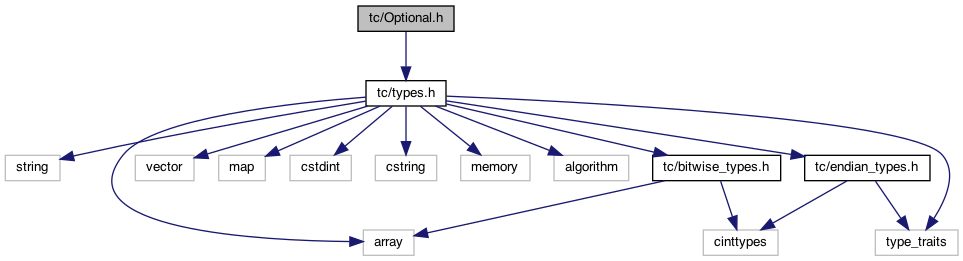 tc/Optional.h
tc/types.h
string
vector
map
cstdint
cstring
memory
algorithm
tc/bitwise_types.h
tc/endian_types.h
array
cinttypes
type_traits